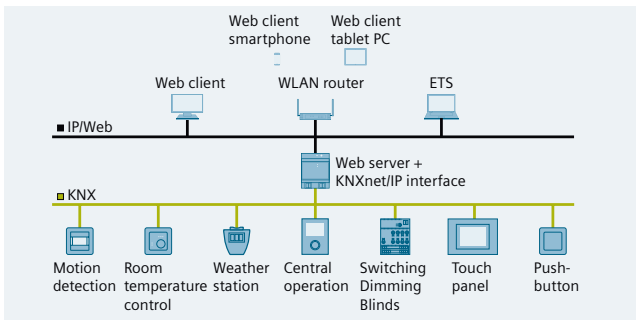 Web client
smartphone
Web client
tablet PC
Web client
WLAN router
ETS
IP/Web
Web server +
KNXnet/IP interface
KNX
Motion
detection
Room
temperature
control
Weather
station
Central
operation
Switching
Dimming
Blinds
Touch
panel
Push-
button